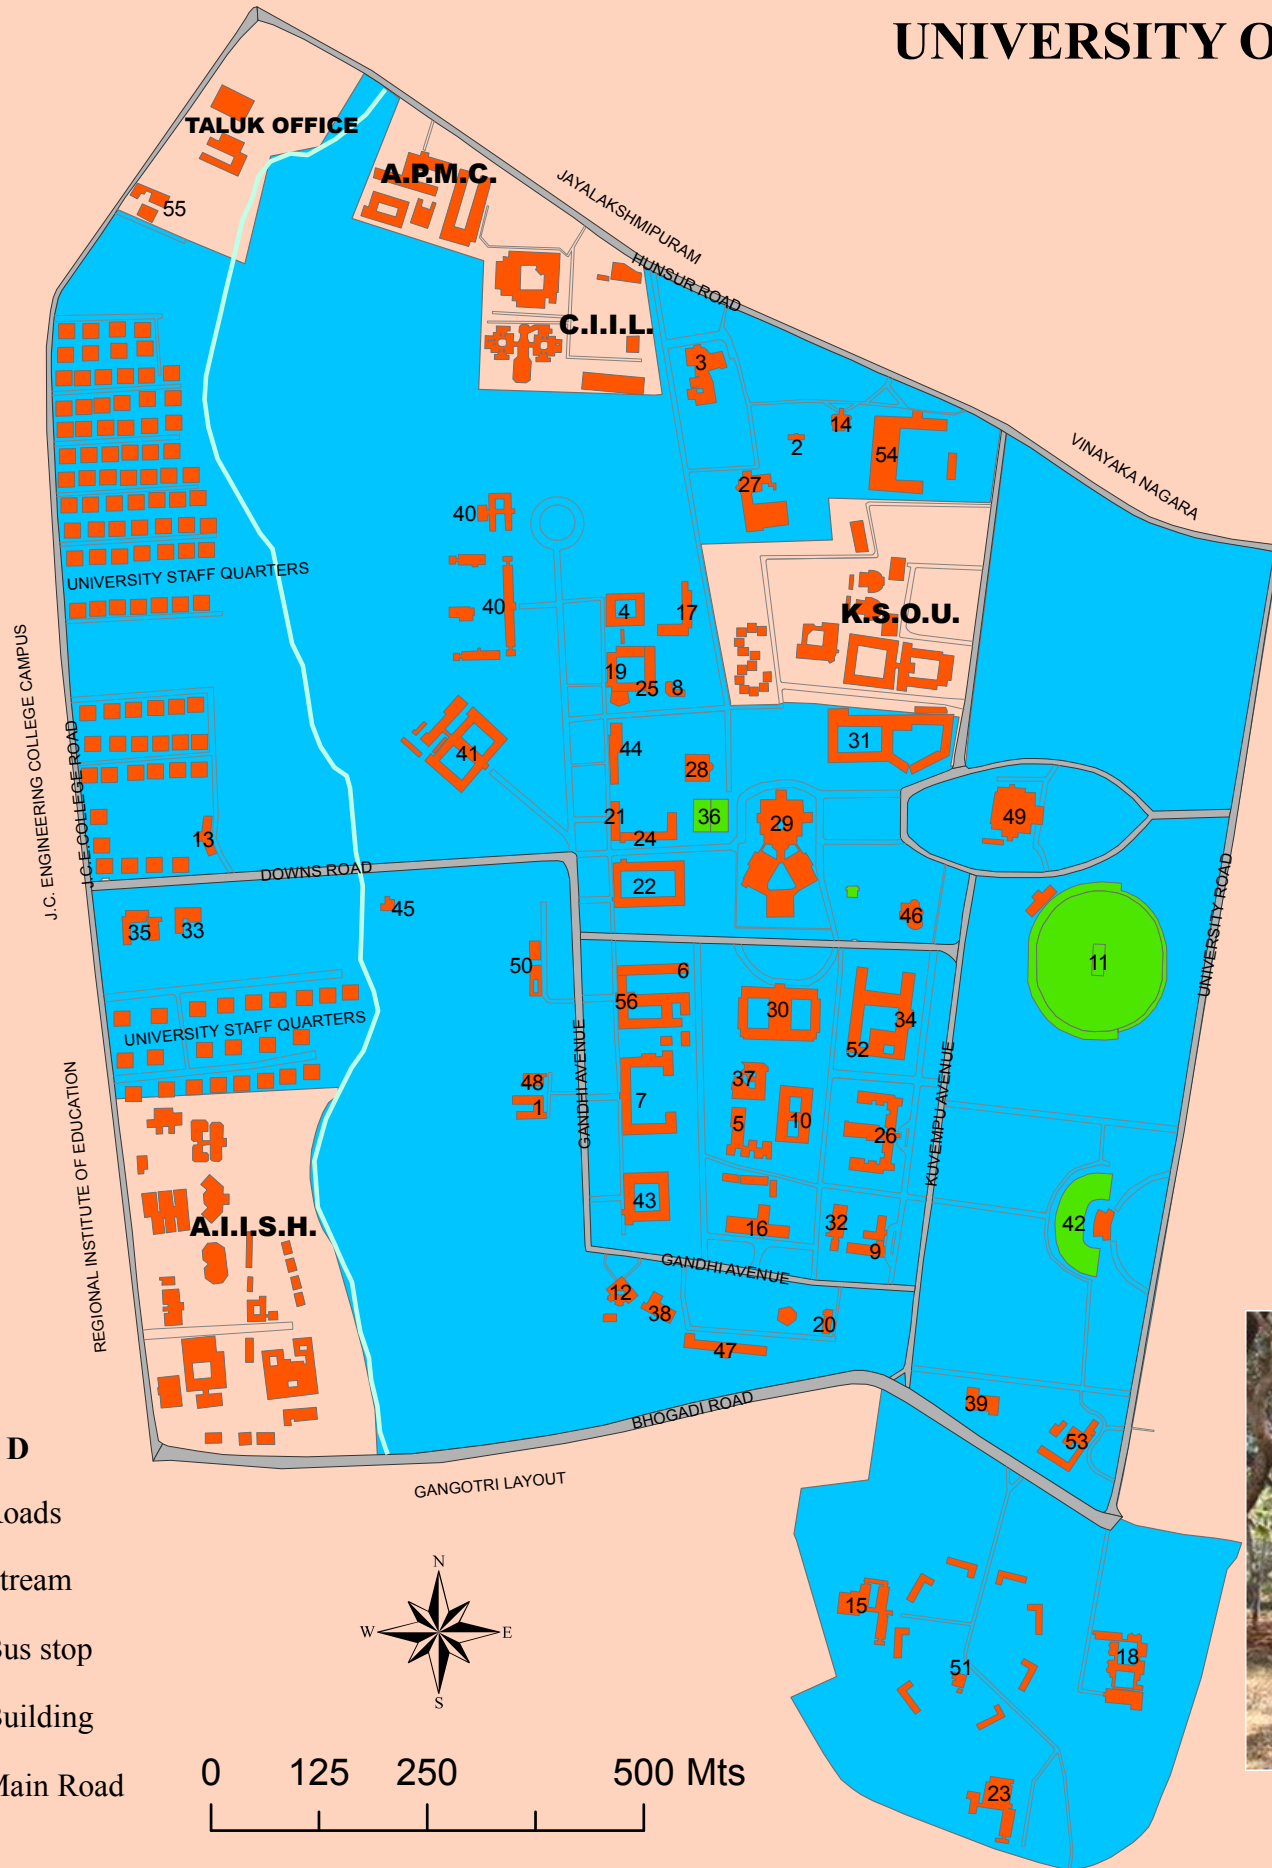 UNIVERSITY O
TALUK OFFICE
A.P.M.C.
JAYALAKSHMIPURAM
55
HUNSUR ROAD
C.I.I.L.
3
14
2
54
27
VINAYAKA NAGARA
40
UNIVERSITY STAFF QUARTERS
40
4
17
K.S.O.U.
19
25
8
J.C. ENGINEERING COLLEGE CAMPUS
J.C.E.COLLEGE ROAD
41
44
31
28
21
36
29
49
13
24
DOWNS ROAD
22
45
46
UNIVERSITY ROAD
35
33
50
6
11
56
30
34
UNIVERSITY STAFF QUARTERS
52
GANDHI AVENUE
KUVEMPU AVENUE
48
1
7
37
5
10
26
REGIONAL INSTITUTE OF EDUCATION
43
16
32
9
42
A.I.I.S.H.
GANDHI AVENUE
12
38
20
47
BHOGADI ROAD
39
53
GANGOTRI LAYOUT
D
oads
tream
us stop
uilding
ain Road
N
W
E
S
15
51
18
23
0 125 250 500 Mts